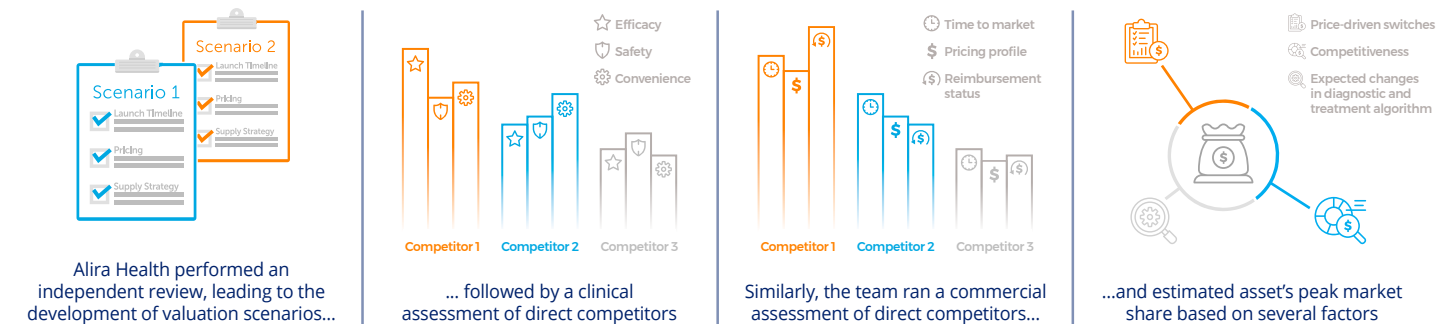 Scenario 2
Launch Timeline
Pricing
Supply Strategy
Scenario 1
Launch Timeline
Pricing
Supply Strategy
Alira Health performed an
independent review, leading to the
development of valuation scenarios...
Efficacy
Safety
Convenience
Competitor 1
Competitor 2
Competitor 3
... followed by a clinical
assessment of direct competitors
Time to market
$ Pricing profile
($) Reimbursement
status
($)
$
$
($)
$
($)
Competitor 1
Competitor 2
Competitor 3
Similarly, the team ran a commercial
assessment of direct competitors...
Price-driven switches
Competitiveness
Expected changes
in diagnostic and
treatment algorithm
$
$
$
...and estimated asset's peak market
share based on several factors